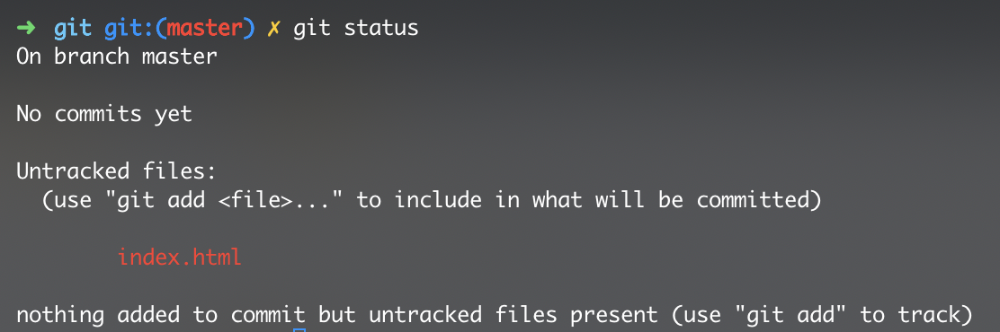 ➜ git git:(master) ✗ git status
On branch master
No commits yet
Untracked files:
(use "git add <file>..." to include in what will be committed)
index.html
nothing added to commit but untracked files present (use "git add" to track)